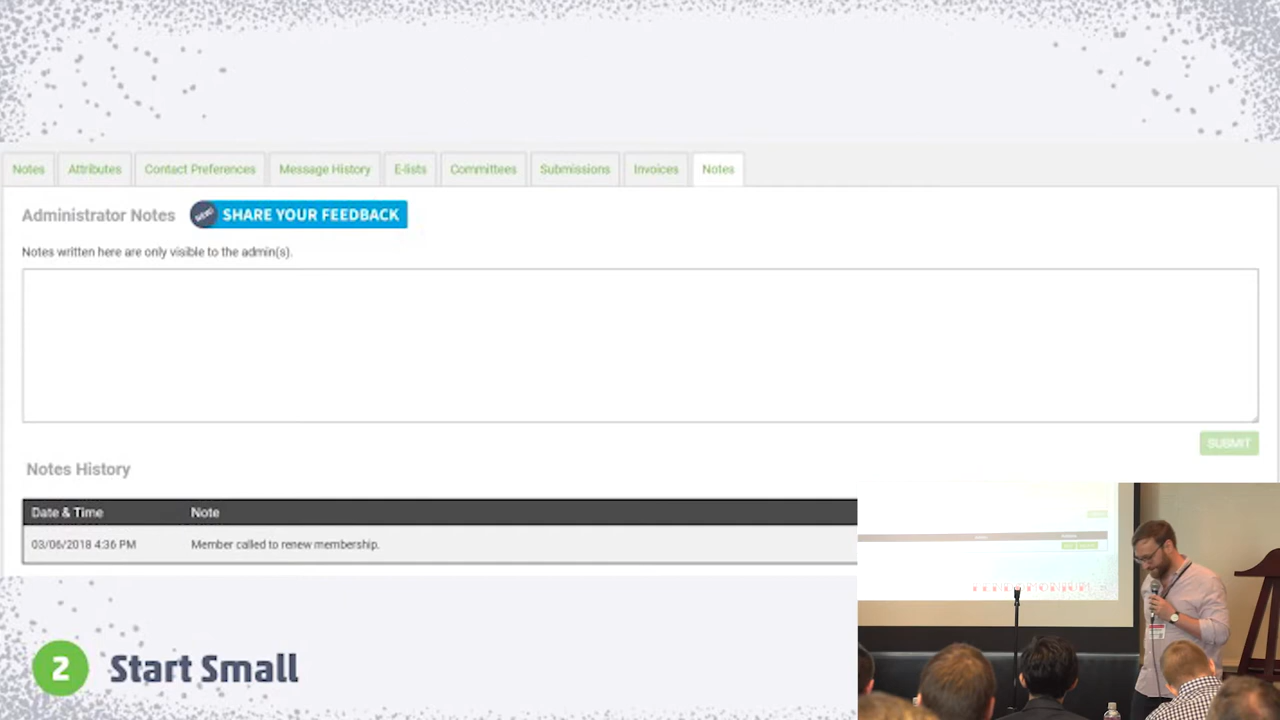 Notes Attributes Contact Preferences Message History E-lists Committees Submissions Invoices Notes
Administrator Notes NEW! SHARE YOUR FEEDBACK
Notes written here are only visible to the admin(s).
SUBMIT
Notes History
Date & Time Note
03/06/2018 4:36 PM Member called to renew membership.
2 Start Small